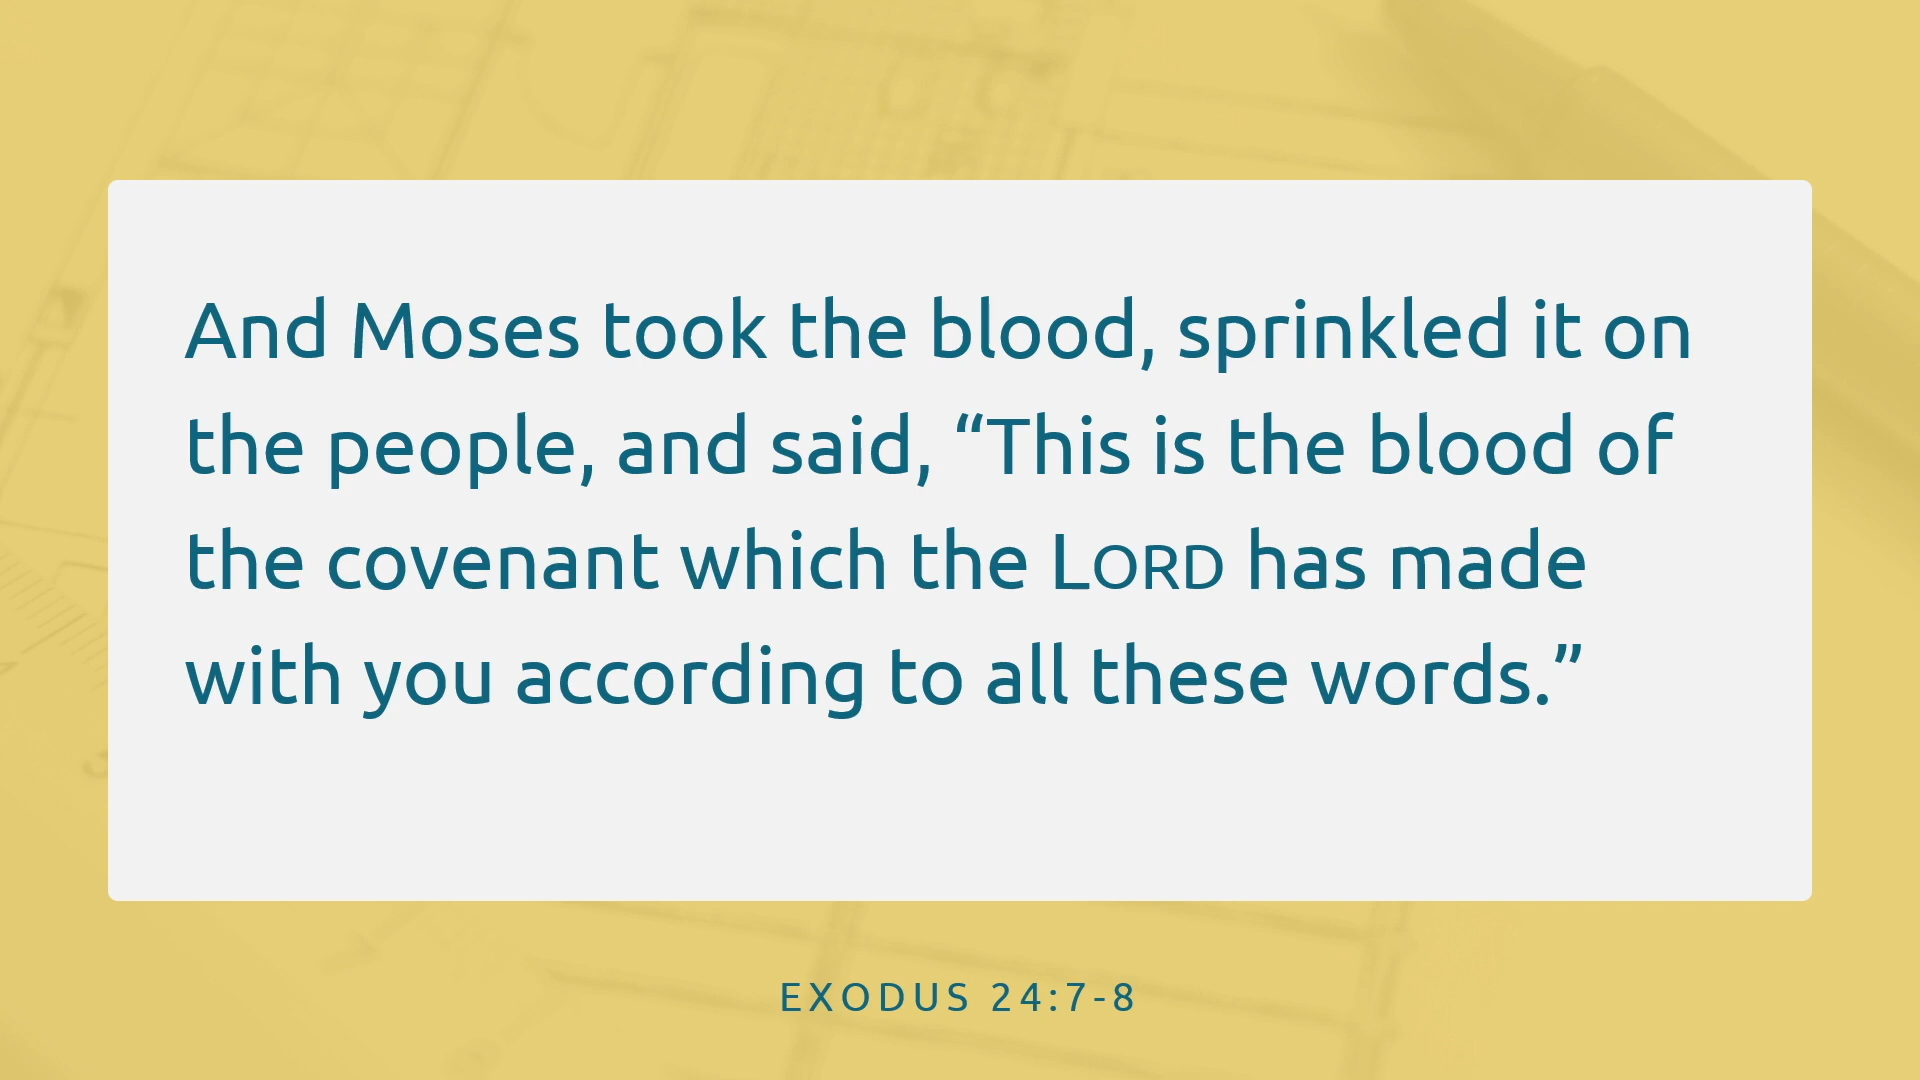 And Moses took the blood, sprinkled it on
the people, and said, “This is the blood of
the covenant which the LORD has made
with you according to all these words.”
EXODUS 24:7-8